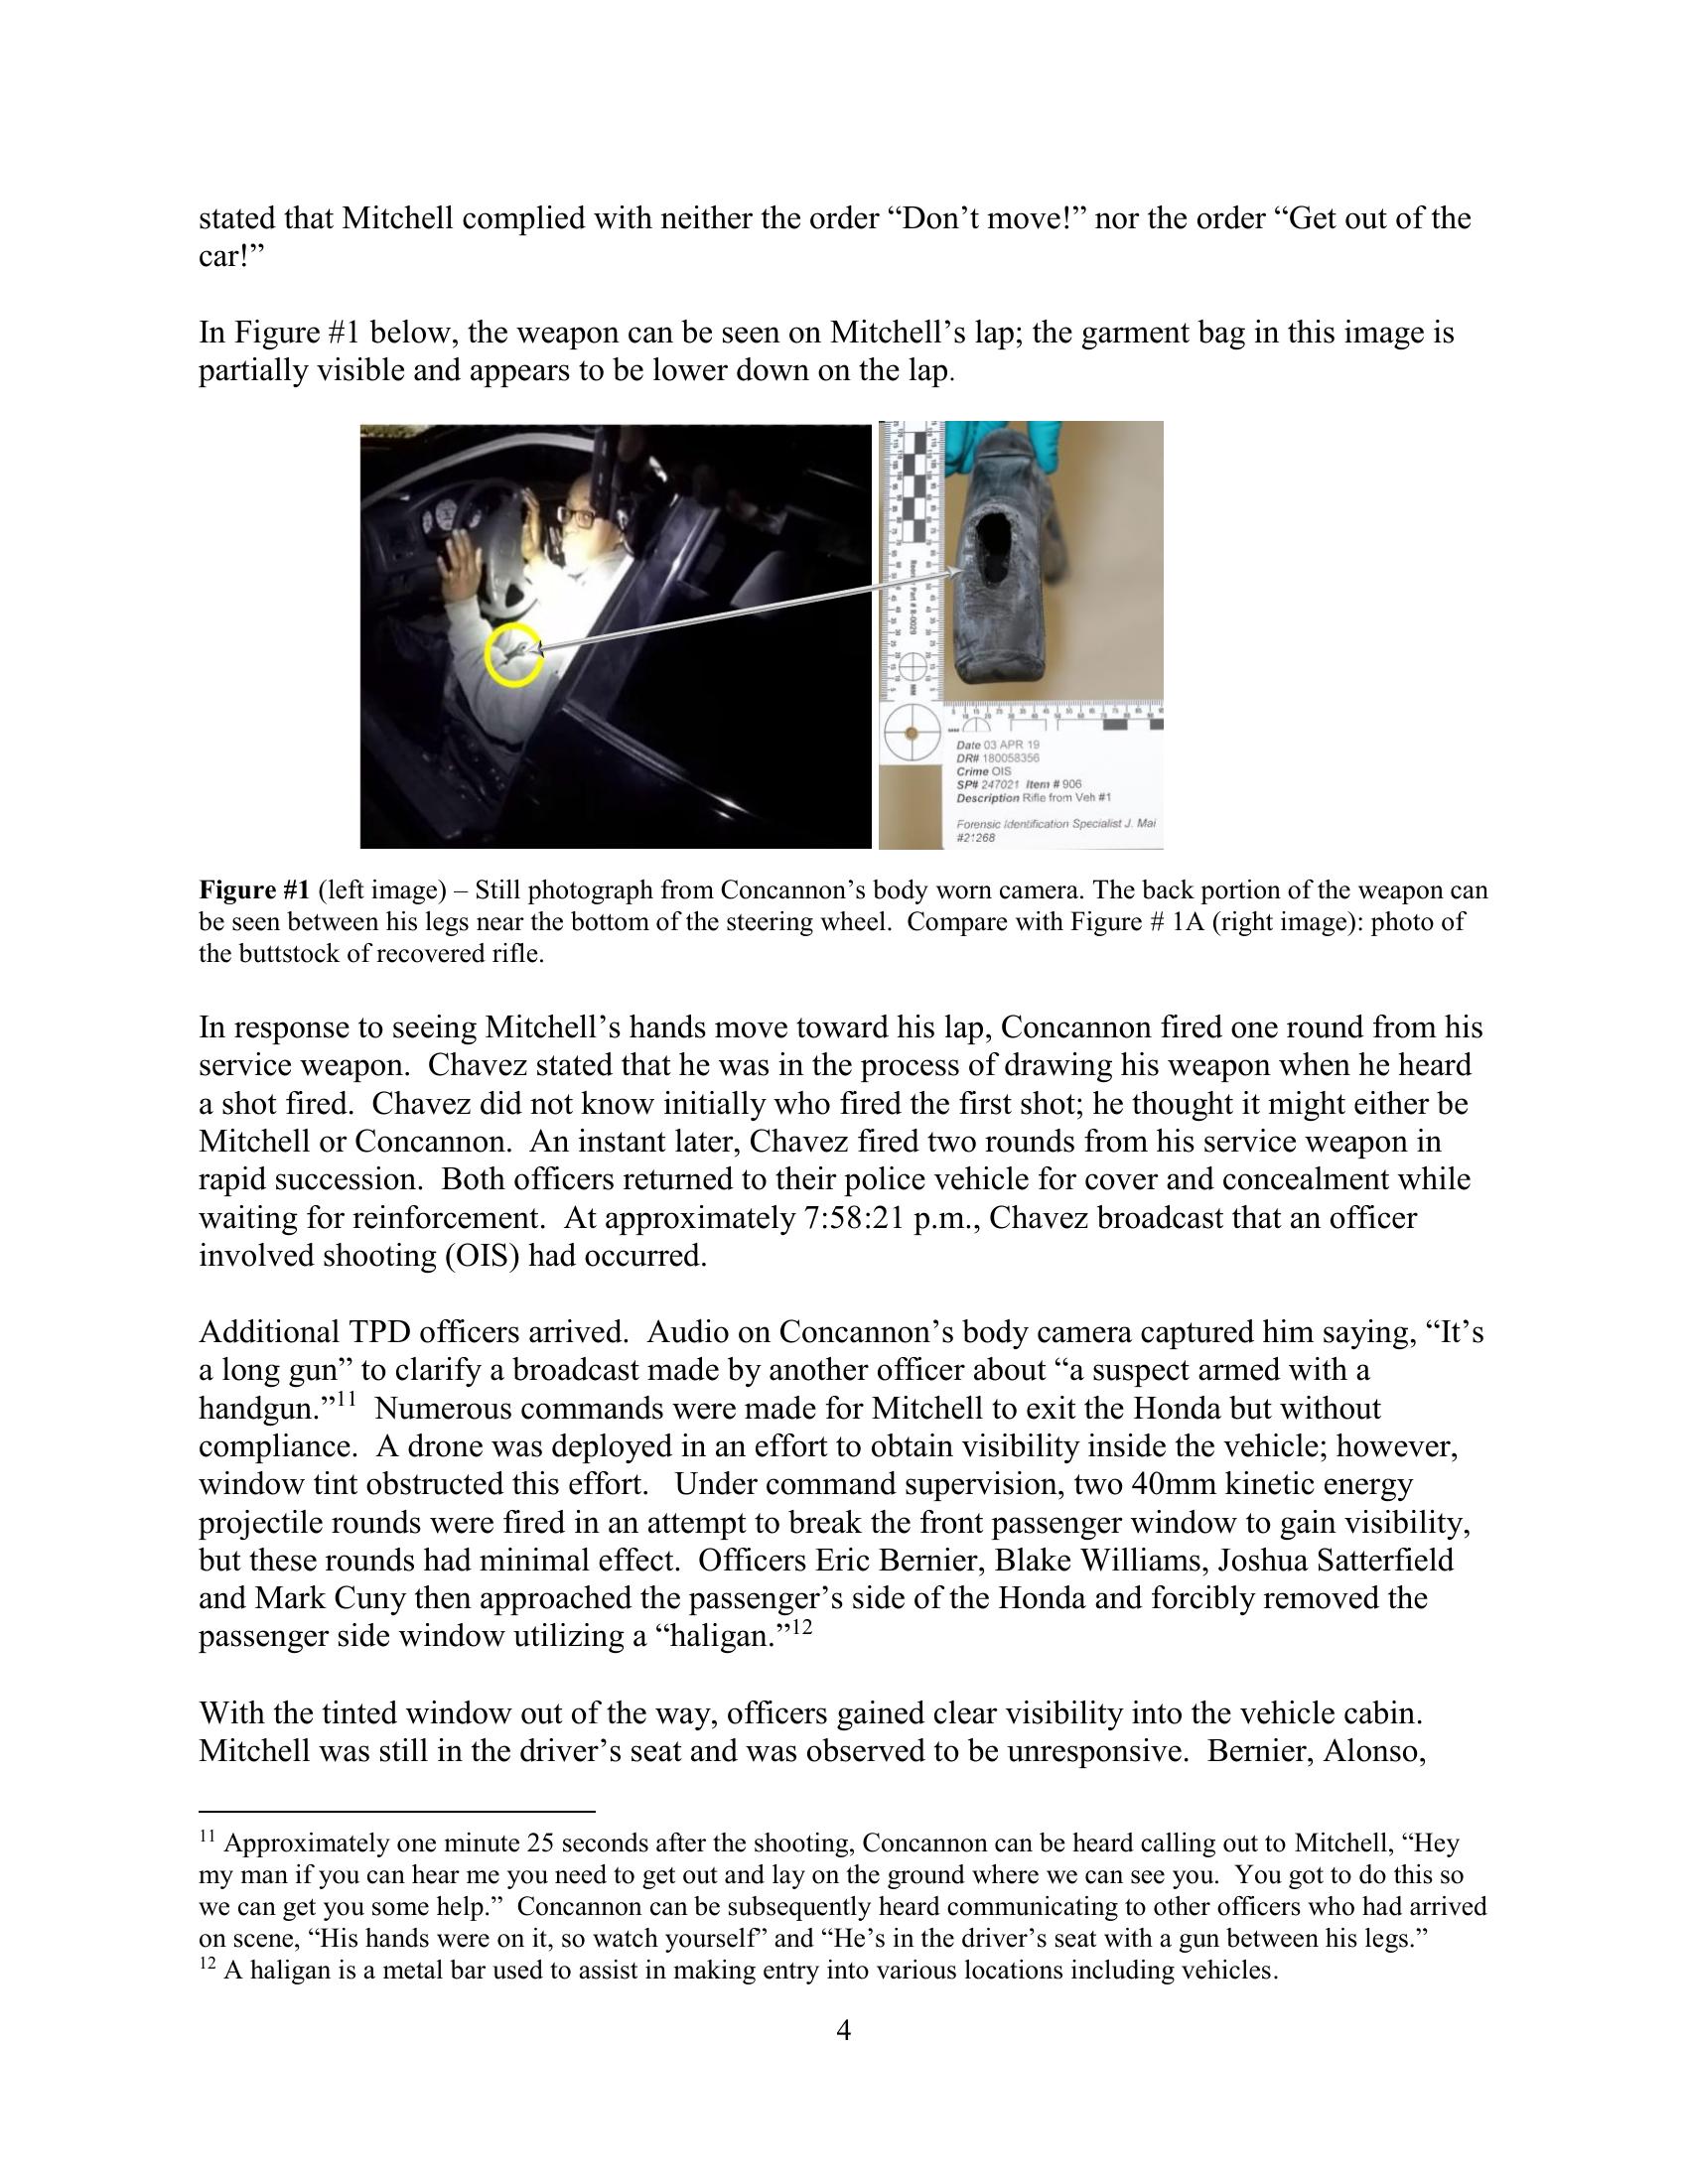 stated that Mitchell complied with neither the order “Don’t move!” nor the order “Get out of the
car!”
In Figure #1 below, the weapon can be seen on Mitchell’s lap; the garment bag in this image is
partially visible and appears to be lower down on the lap.
Date 03 APR 19
DR# 180058356
Crime OIS
SP# 247021 Item # 906
Description Rifle from Veh #1
Forensic Identification Specialist J. Mai
#21268
Figure #1 (left image) – Still photograph from Concannon’s body worn camera. The back portion of the weapon can
be seen between his legs near the bottom of the steering wheel. Compare with Figure # 1A (right image): photo of
the buttstock of recovered rifle.
In response to seeing Mitchell’s hands move toward his lap, Concannon fired one round from his
service weapon. Chavez stated that he was in the process of drawing his weapon when he heard
a shot fired. Chavez did not know initially who fired the first shot; he thought it might either be
Mitchell or Concannon. An instant later, Chavez fired two rounds from his service weapon in
rapid succession. Both officers returned to their police vehicle for cover and concealment while
waiting for reinforcement. At approximately 7:58:21 p.m., Chavez broadcast that an officer
involved shooting (OIS) had occurred.
Additional TPD officers arrived. Audio on Concannon’s body camera captured him saying, “It’s
a long gun” to clarify a broadcast made by another officer about “a suspect armed with a
handgun.”11 Numerous commands were made for Mitchell to exit the Honda but without
compliance. A drone was deployed in an effort to obtain visibility inside the vehicle; however,
window tint obstructed this effort. Under command supervision, two 40mm kinetic energy
projectile rounds were fired in an attempt to break the front passenger window to gain visibility,
but these rounds had minimal effect. Officers Eric Bernier, Blake Williams, Joshua Satterfield
and Mark Cuny then approached the passenger’s side of the Honda and forcibly removed the
passenger side window utilizing a “haligan.”12
With the tinted window out of the way, officers gained clear visibility into the vehicle cabin.
Mitchell was still in the driver’s seat and was observed to be unresponsive. Bernier, Alonso,
11 Approximately one minute 25 seconds after the shooting, Concannon can be heard calling out to Mitchell, “Hey
my man if you can hear me you need to get out and lay on the ground where we can see you. You got to do this so
we can get you some help.” Concannon can be subsequently heard communicating to other officers who had arrived
on scene, “His hands were on it, so watch yourself” and “He’s in the driver’s seat with a gun between his legs.”
12 A haligan is a metal bar used to assist in making entry into various locations including vehicles.
4